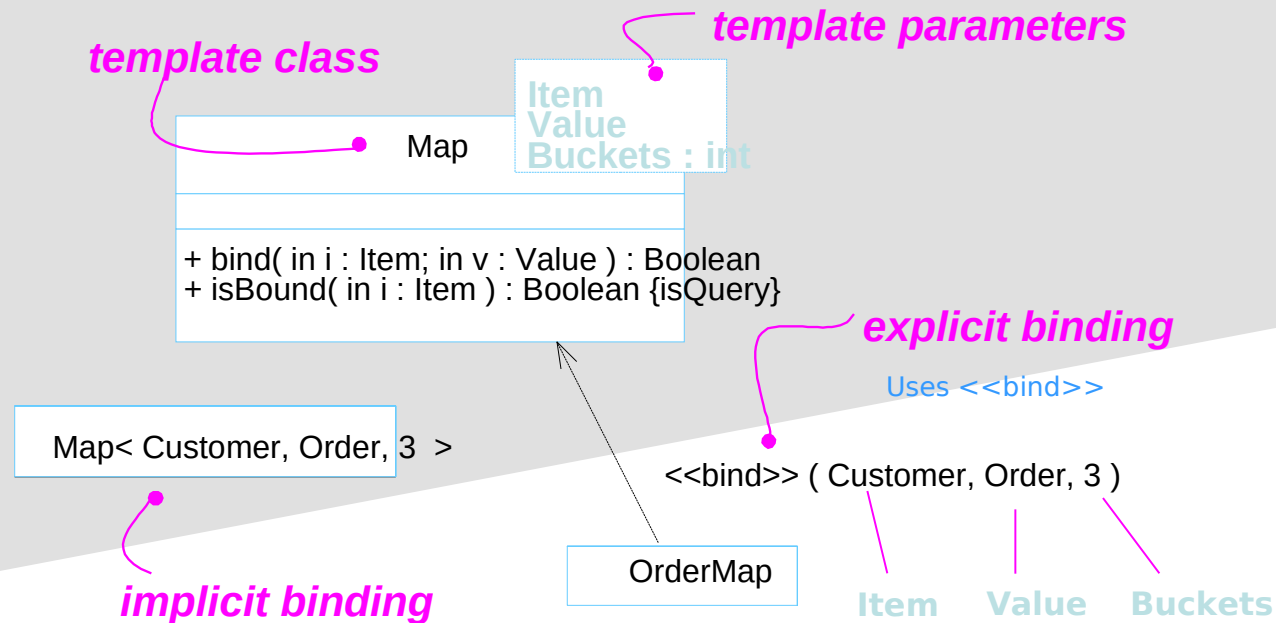 template parameters
template class
Item
Value
Buckets : int
Map
+ bind( in i : Item; in v : Value ) : Boolean
+ isBound( in i : Item ) : Boolean {isQuery}
explicit binding
Uses <<bind>>
Map< Customer, Order, 3 >
<<bind>> ( Customer, Order, 3 )
OrderMap
implicit binding
Item Value Buckets